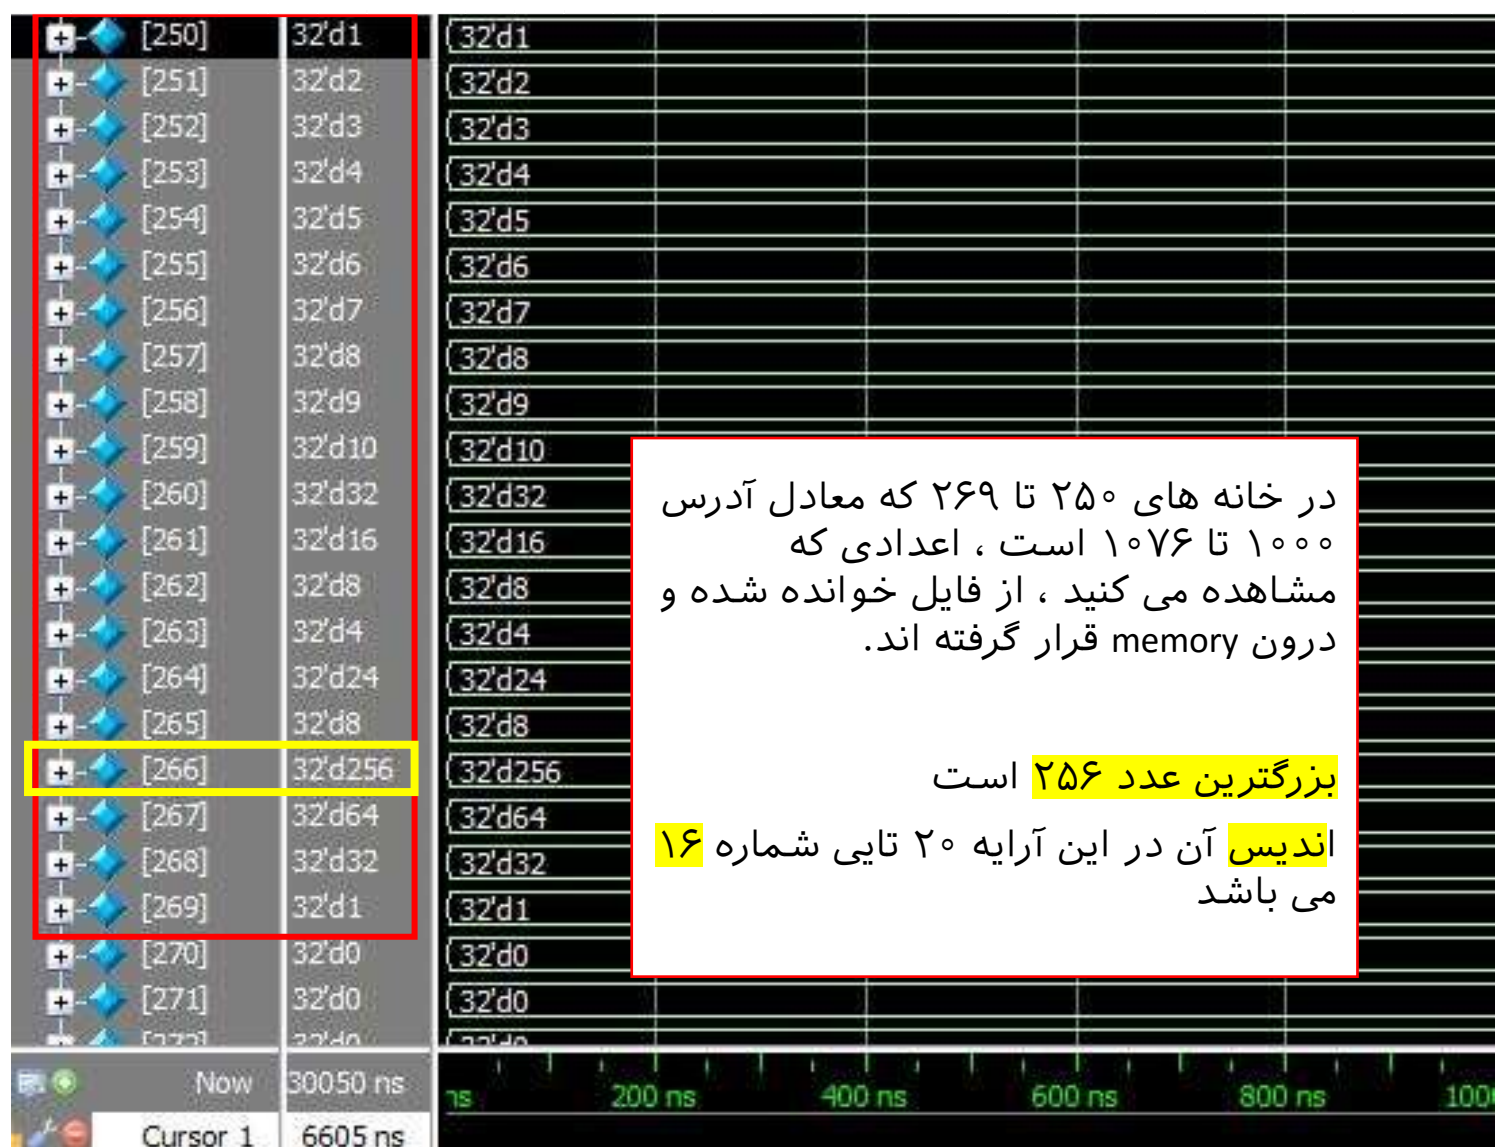 [250] 32'd1 32'd1
[251] 32'd2 32'd2
[252] 32'd3 32'd3
[253] 32'd4 32'd4
[254] 32'd5 32'd5
[255] 32'd6 32'd6
[256] 32'd7 32'd7
[257] 32'd8 32'd8
[258] 32'd9 32'd9
[259] 32'd10 32'd10
[260] 32'd32 32'd32
[261] 32'd16 32'd16
[262] 32'd8 32'd8
[263] 32'd4 32'd4
[264] 32'd24 32'd24
[265] 32'd8 32'd8
[266] 32'd256 32'd256
[267] 32'd64 32'd64
[268] 32'd32 32'd32
[269] 32'd1 32'd1
[270] 32'd0 32'd0
[271] 32'd0 32'd0
[272] 32'd0 32'd0
در خانه های ۲۵۰ تا ۲۶۹ که معادل آدرس
۱۰۰۰ تا ۱۰۷۶ است ، اعدادی که
مشاهده می کنید ، از فایل خوانده شده و
درون memory قرار گرفته اند.
بزرگترین عدد ۲۵۶ است
اندیس آن در این آرایه ۲۰ تایی شماره ۱۶
می باشد
Now 30050 ns ns 200 ns 400 ns 600 ns 800 ns 100
Cursor 1 6605 ns